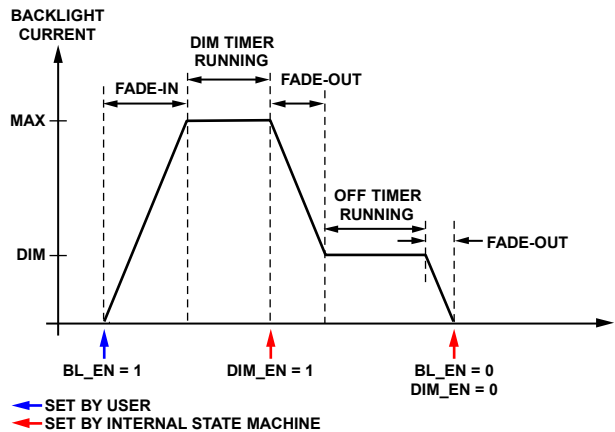 BACKLIGHT
CURRENT
DIM TIMER
RUNNING
FADE-IN
FADE-OUT
MAX
OFF TIMER
RUNNING
FADE-OUT
DIM
BL_EN = 1
DIM_EN = 1
BL_EN = 0
DIM_EN = 0
SET BY USER
SET BY INTERNAL STATE MACHINE